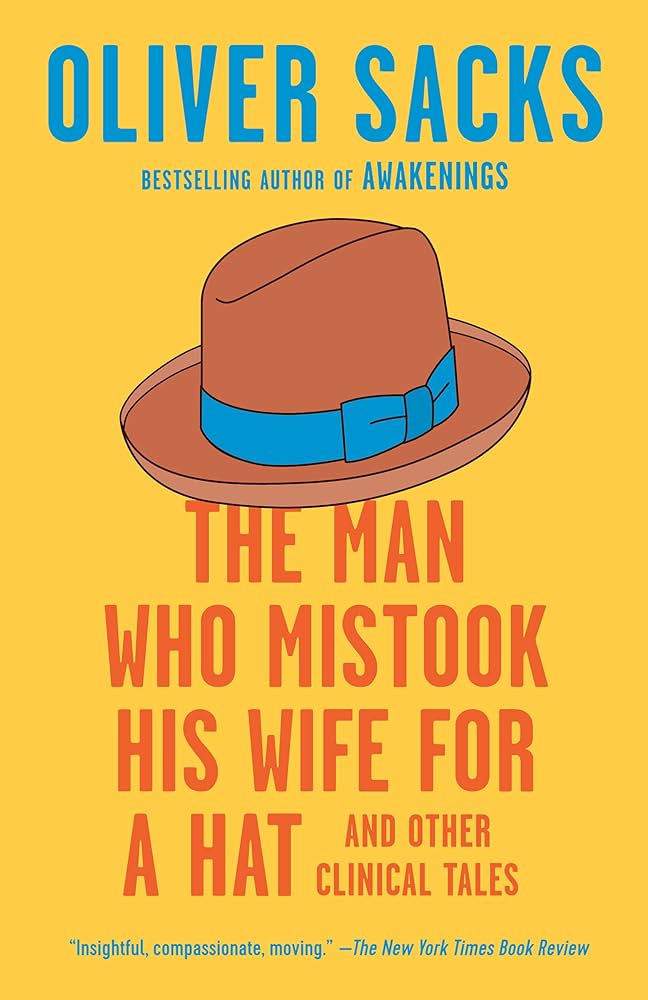 OLIVER SACKS
BESTSELLING AUTHOR OF AWAKENINGS
THE MAN
WHO MISTOOK
HIS WIFE FOR
A HAT
AND OTHER
CLINICAL TALES
“Insightful, compassionate, moving.” —The New York Times Book Review